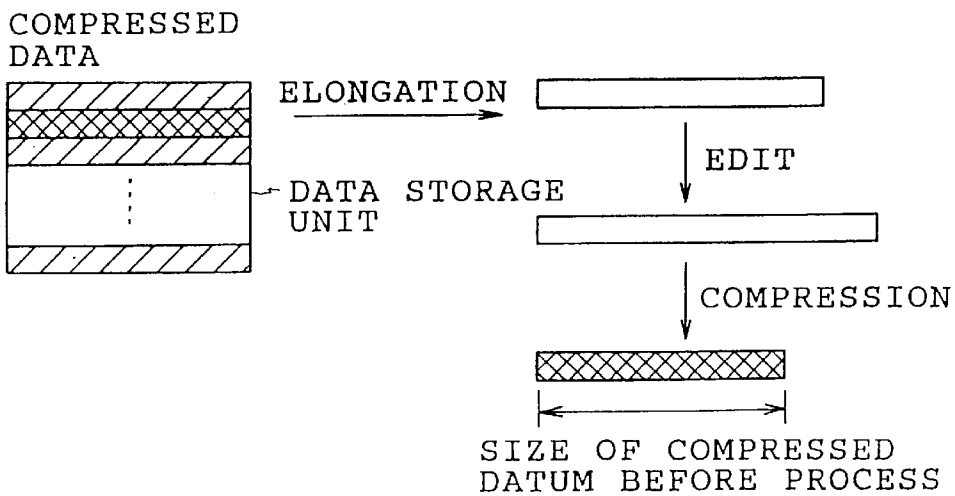 COMPRESSED
DATA
ELONGATION
EDIT
DATA STORAGE
UNIT
COMPRESSION
SIZE OF COMPRESSED
DATUM BEFORE PROCESS